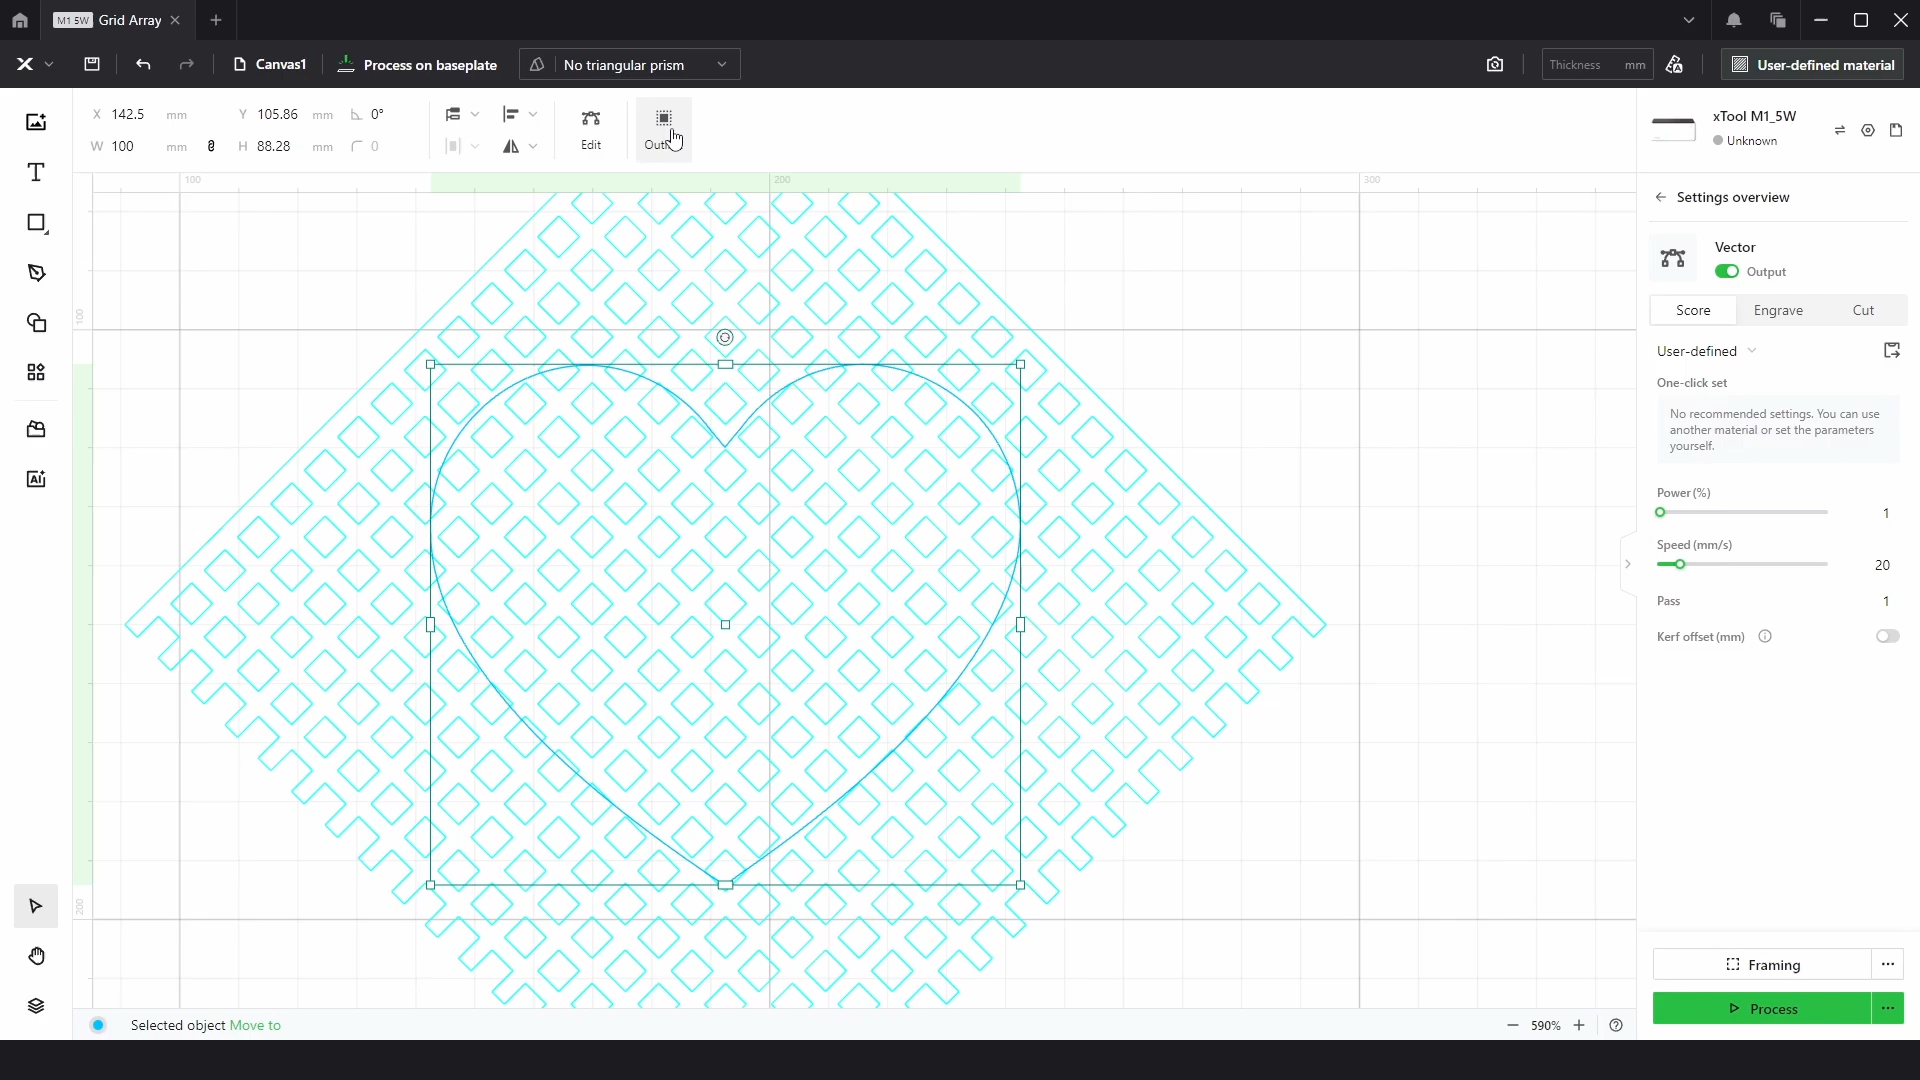 M1 5W Grid Array
Canvas1
Process on baseplate
No triangular prism
Thickness mm
User-defined material
X 142.5 mm Y 105.86 mm 0°
W 100 mm H 88.28 mm 0
Edit
xTool M1_5W
Unknown
100 200 300
100
200
Settings overview
Vector
Output
Score Engrave Cut
User-defined
One-click set
No recommended settings. You can use
another material or set the parameters
yourself.
Power (%)
1
Speed (mm/s)
20
Pass 1
Kerf offset (mm)
AI
Framing
Process
Selected object Move to
590%